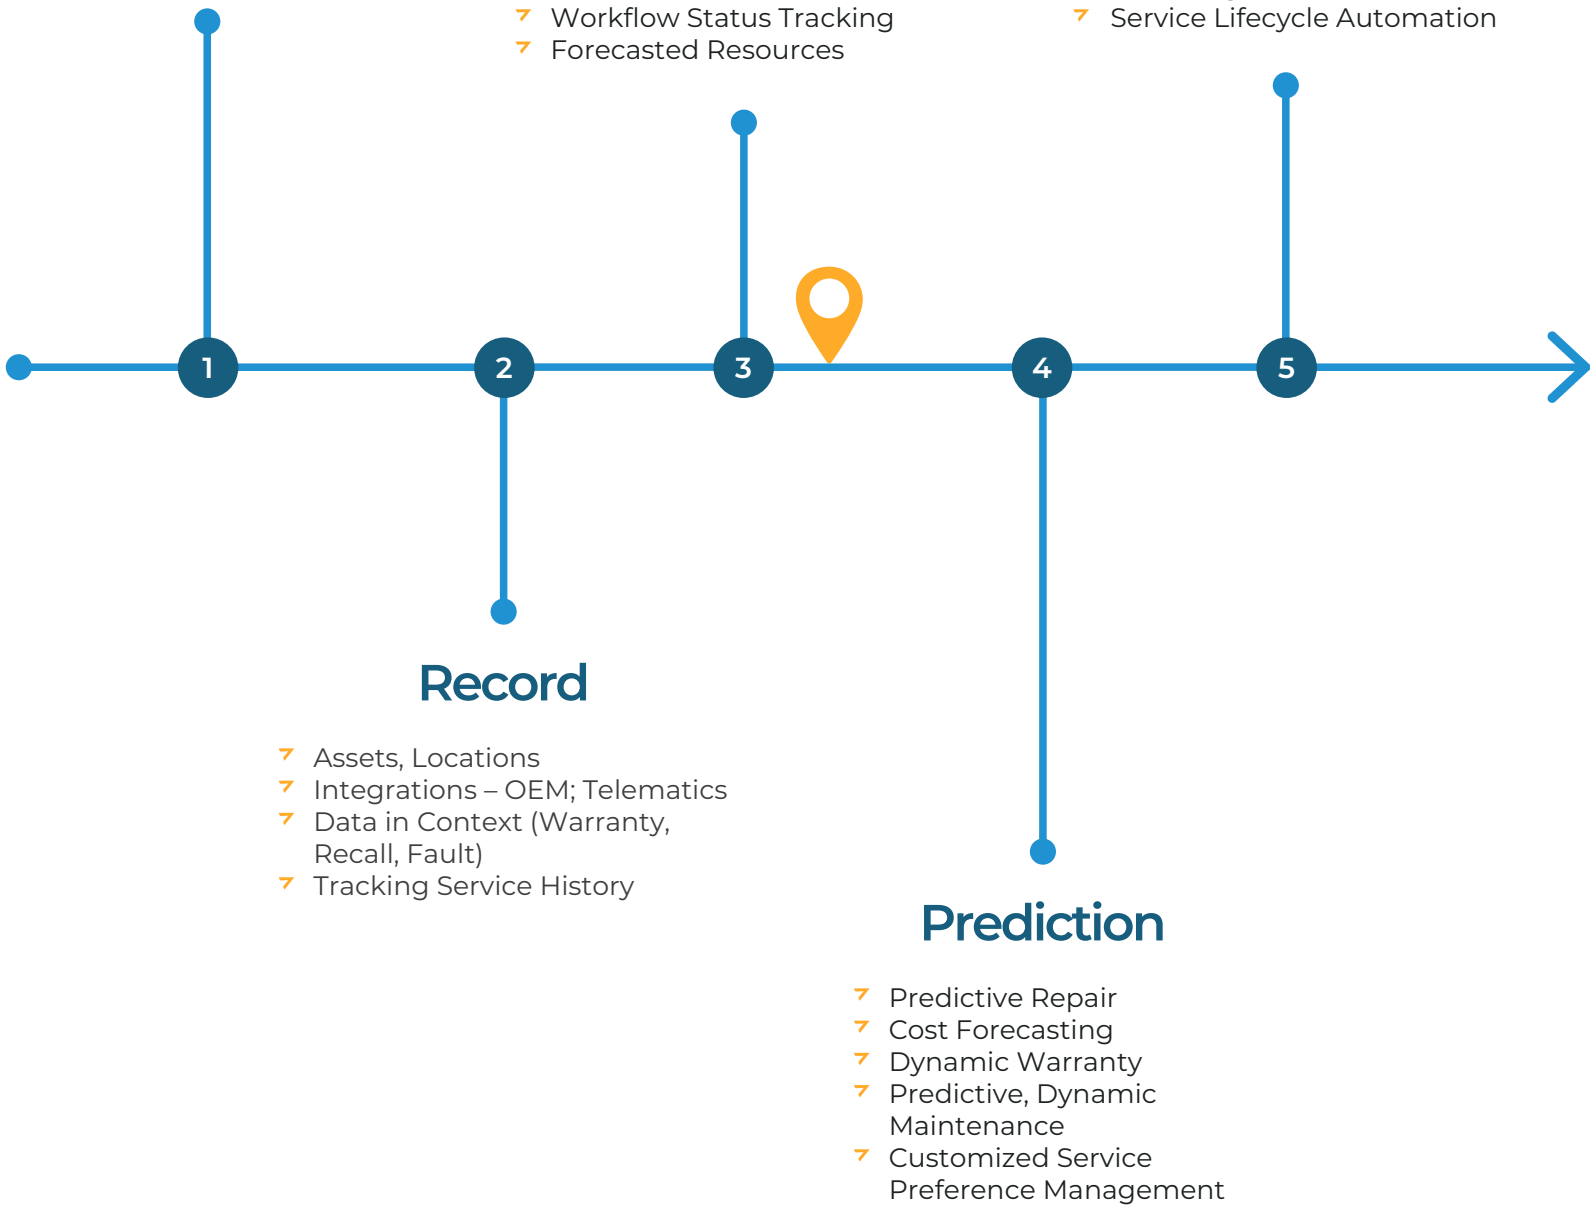 Workflow Status Tracking
Forecasted Resources
Service Lifecycle Automation
1
2
3
4
5
Record
Assets, Locations
Integrations – OEM; Telematics
Data in Context (Warranty,
Recall, Fault)
Tracking Service History
Prediction
Predictive Repair
Cost Forecasting
Dynamic Warranty
Predictive, Dynamic
Maintenance
Customized Service
Preference Management